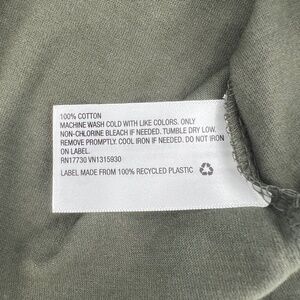 100% COTTON
MACHINE WASH COLD WITH LIKE COLORS. ONLY
NON-CHLORINE BLEACH IF NEEDED. TUMBLE DRY LOW.
REMOVE PROMPTLY. COOL IRON IF NEEDED. DO NOT IRON
ON LABEL.
RN17730 VN1315930
LABEL MADE FROM 100% RECYCLED PLASTIC